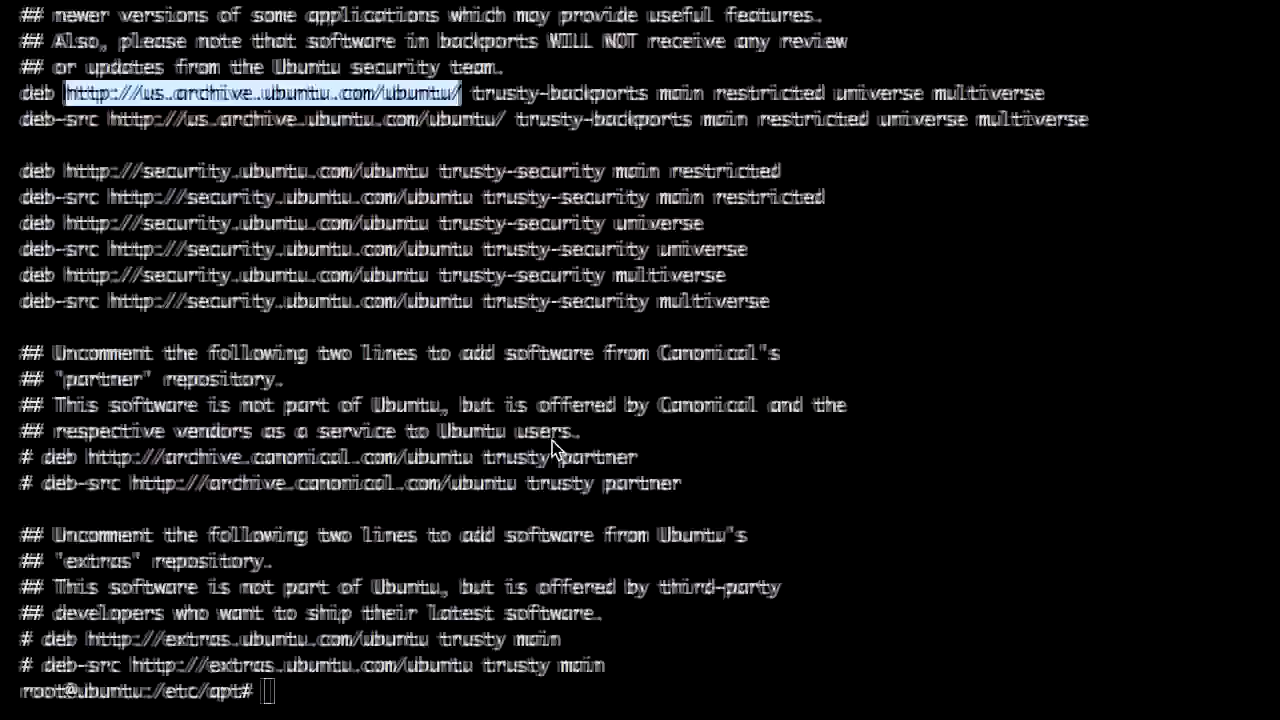 ## newer versions of some applications which may provide useful features.
## Also, please note that software in backports WILL NOT receive any review
## or updates from the Ubuntu security team.
deb http://us.archive.ubuntu.com/ubuntu/ trusty-backports main restricted universe multiverse
deb-src http://us.archive.ubuntu.com/ubuntu/ trusty-backports main restricted universe multiverse
deb http://security.ubuntu.com/ubuntu trusty-security main restricted
deb-src http://security.ubuntu.com/ubuntu trusty-security main restricted
deb http://security.ubuntu.com/ubuntu trusty-security universe
deb-src http://security.ubuntu.com/ubuntu trusty-security universe
deb http://security.ubuntu.com/ubuntu trusty-security multiverse
deb-src http://security.ubuntu.com/ubuntu trusty-security multiverse
## Uncomment the following two lines to add software from Canonical's
## "partner" repository.
## This software is not part of Ubuntu, but is offered by Canonical and the
## respective vendors as a service to Ubuntu users.
# deb http://archive.canonical.com/ubuntu trusty partner
# deb-src http://archive.canonical.com/ubuntu trusty partner
## Uncomment the following two lines to add software from Ubuntu's
## "extras" repository.
## This software is not part of Ubuntu, but is offered by third-party
## developers who want to ship their latest software.
# deb http://extras.ubuntu.com/ubuntu trusty main
# deb-src http://extras.ubuntu.com/ubuntu trusty main
root@ubuntu:/etc/apt#